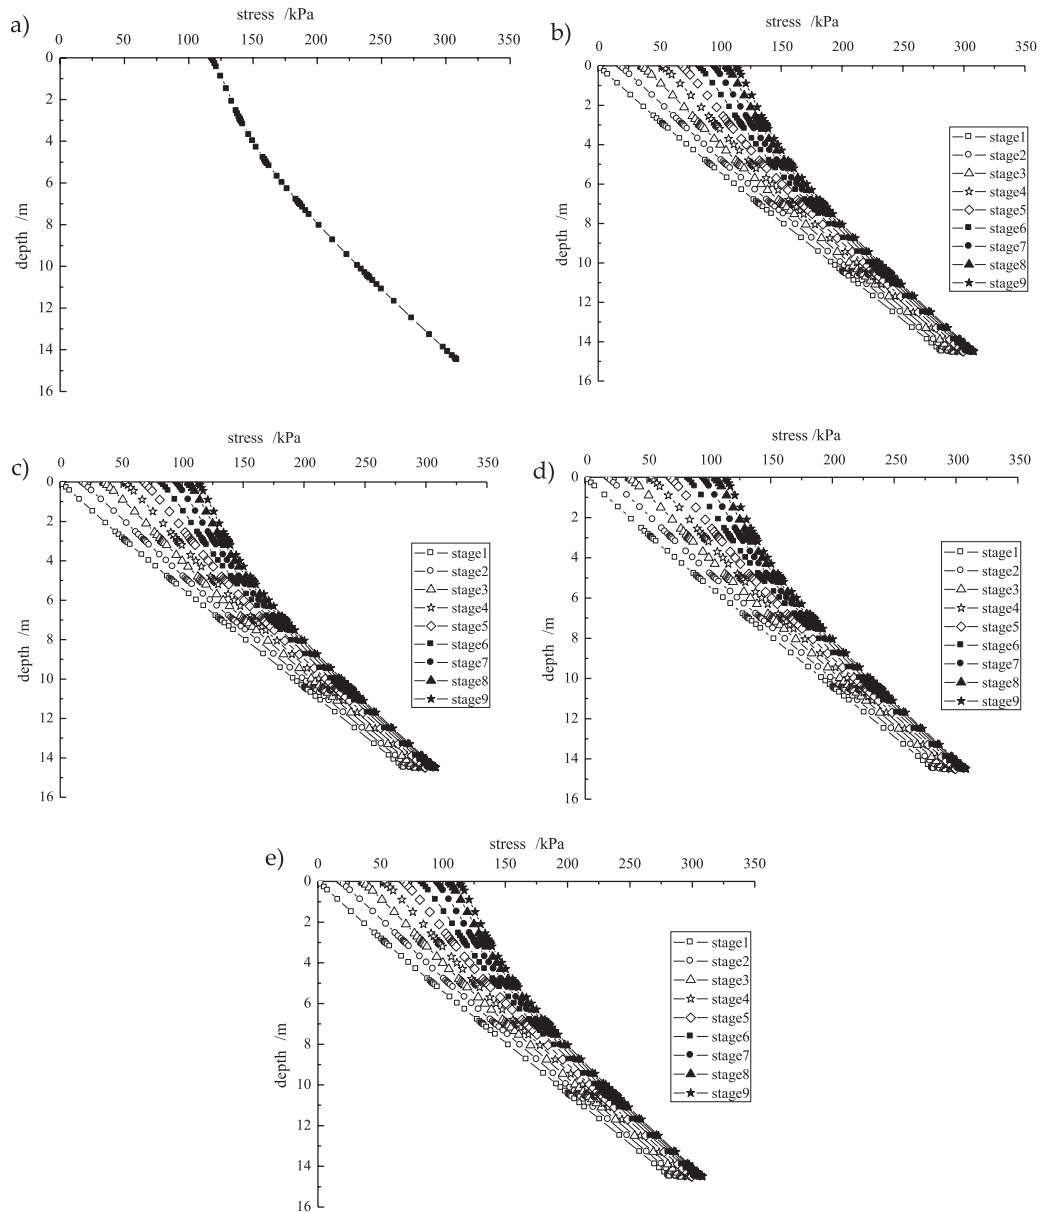 a)
stress /kPa
0 50 100 150 200 250 300 350
0
2
4
6
8
10
12
14
16
depth /m
b)
stress /kPa
0 50 100 150 200 250 300 350
0
2
4
6
8
10
12
14
16
depth /m
stage1
stage2
stage3
stage4
stage5
stage6
stage7
stage8
stage9
c)
stress /kPa
0 50 100 150 200 250 300 350
0
2
4
6
8
10
12
14
16
depth /m
stage1
stage2
stage3
stage4
stage5
stage6
stage7
stage8
stage9
d)
stress /kPa
0 50 100 150 200 250 300 350
0
2
4
6
8
10
12
14
16
depth /m
stage1
stage2
stage3
stage4
stage5
stage6
stage7
stage8
stage9
e)
stress /kPa
0 50 100 150 200 250 300 350
0
2
4
6
8
10
12
14
16
depth /m
stage1
stage2
stage3
stage4
stage5
stage6
stage7
stage8
stage9